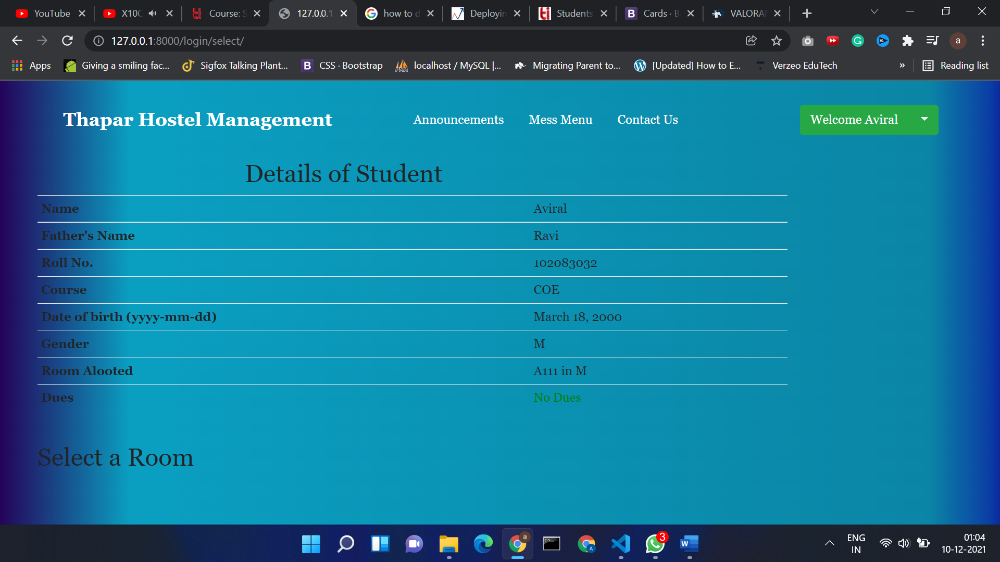 YouTube
X10C
Course: S
127.0.0.1
how to d
Deployin
Students
Cards · B
VALORA
127.0.0.1:8000/login/select/
a
Apps
Giving a smiling fac...
Sigfox Talking Plant...
CSS · Bootstrap
localhost / MySQL |...
Migrating Parent to...
[Updated] How to E...
Verzeo EduTech
»
Reading list
Thapar Hostel Management
Announcements
Mess Menu
Contact Us
Welcome Aviral
Details of Student
Name Aviral
Father's Name Ravi
Roll No. 102083032
Course COE
Date of birth (yyyy-mm-dd) March 18, 2000
Gender M
Room Alooted A111 in M
Dues No Dues
Select a Room
3
ENG
IN
01:04
10-12-2021